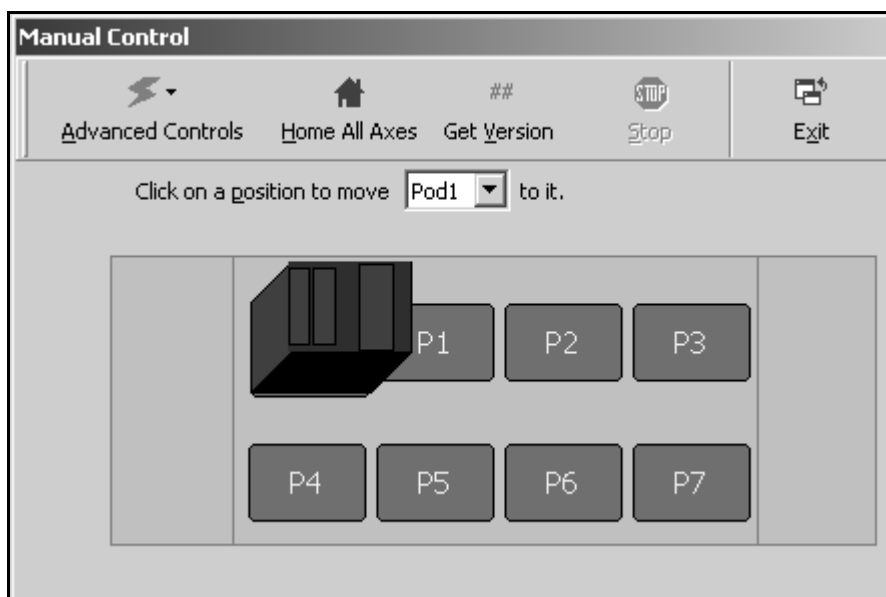 Manual Control
##
STOP
Advanced Controls Home All Axes Get Version Stop Exit
Click on a position to move Pod1 to it.
P1 P2 P3
P4 P5 P6 P7